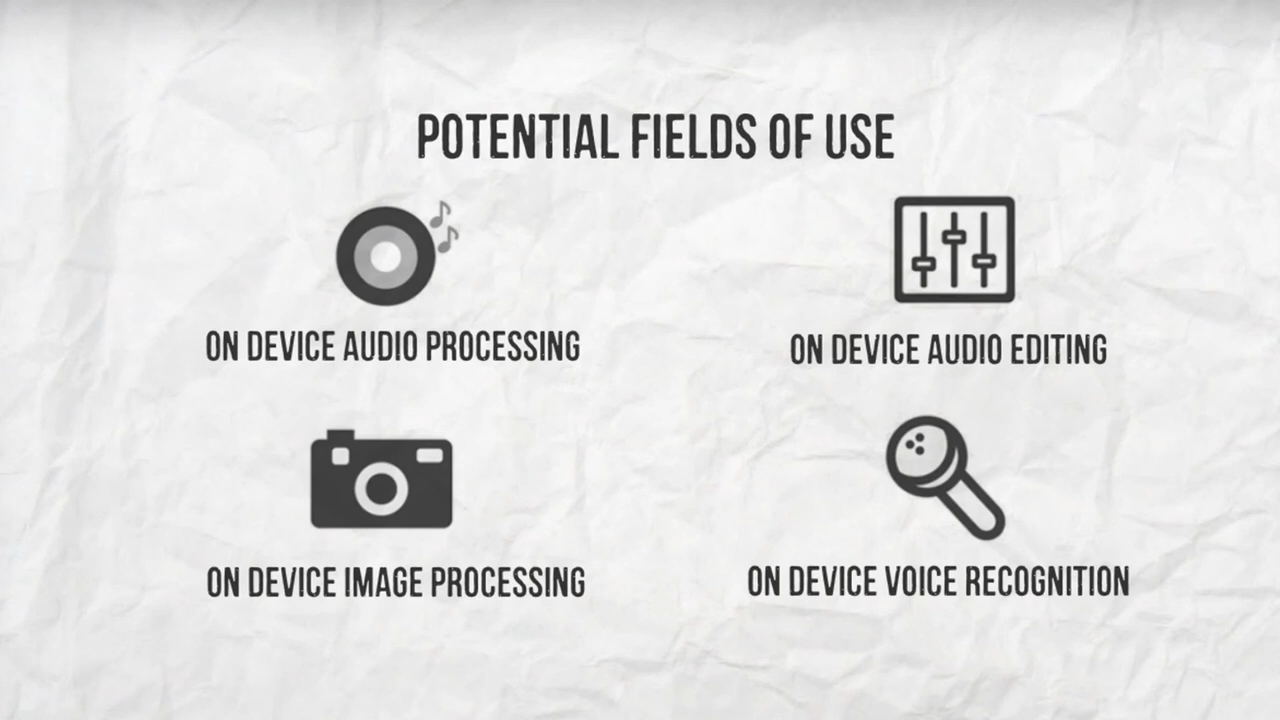 POTENTIAL FIELDS OF USE
ON DEVICE AUDIO PROCESSING
ON DEVICE AUDIO EDITING
ON DEVICE IMAGE PROCESSING
ON DEVICE VOICE RECOGNITION